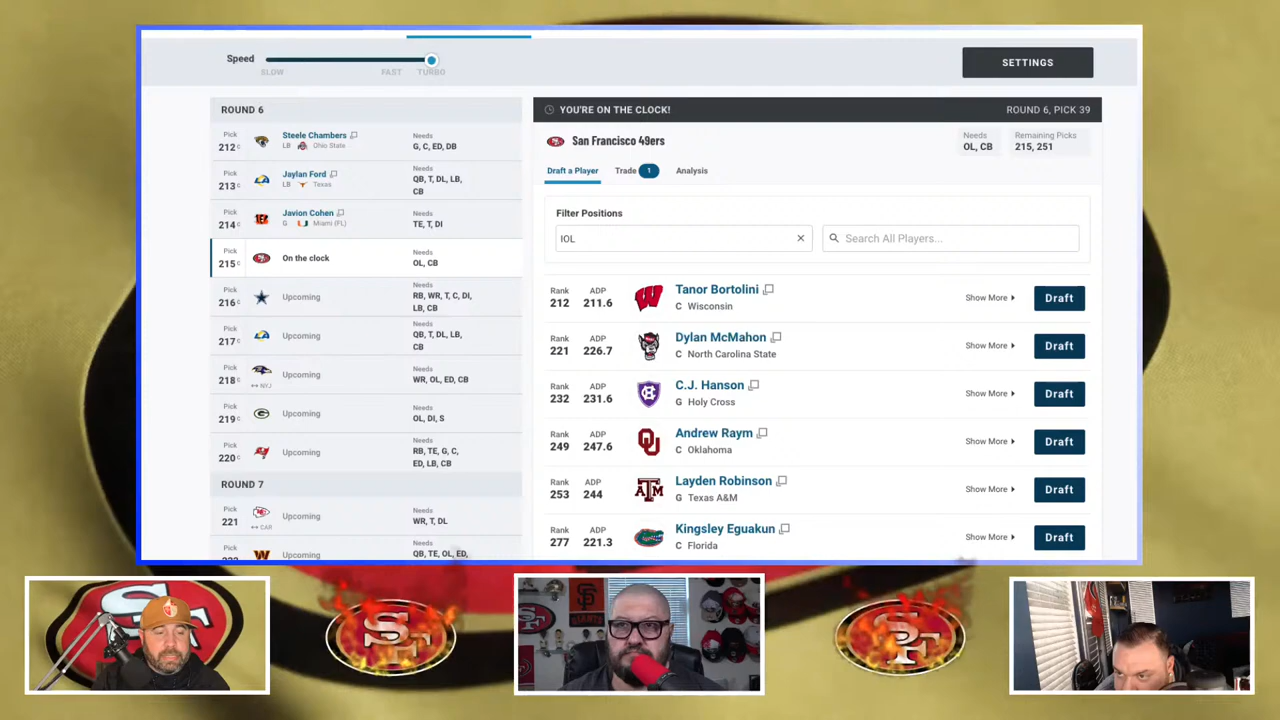 Speed
SLOW
FAST
TURBO
SETTINGS
ROUND 6
Pick
212
Steele Chambers
LB Ohio State
Needs
G, C, ED, DB
Pick
213
Jaylan Ford
LB Texas
Needs
QB, T, DL, LB,
CB
Pick
214
Javion Cohen
G Miami (FL)
Needs
TE, T, DI
Pick
215
On the clock
Needs
OL, CB
Pick
216
Upcoming
Needs
RB, WR, T, C, DI,
LB, CB
Pick
217
Upcoming
Needs
QB, T, DL, LB,
CB
Pick
218
↔ NYJ
Upcoming
Needs
WR, OL, ED, CB
Pick
219
Upcoming
Needs
OL, DI, S
Pick
220
Upcoming
Needs
RB, TE, G, C,
ED, LB, CB
ROUND 7
Pick
221
↔ CAR
Upcoming
Needs
WR, T, DL
Pick
Upcoming
Needs
QB, TE, OL, ED,
YOU'RE ON THE CLOCK!
ROUND 6, PICK 39
San Francisco 49ers
Needs
OL, CB
Remaining Picks
215, 251
Draft a Player
Trade 1
Analysis
Filter Positions
IOL
Search All Players...
Rank
212
ADP
211.6
Tanor Bortolini
C Wisconsin
Show More
Draft
Rank
221
ADP
226.7
Dylan McMahon
C North Carolina State
Show More
Draft
Rank
232
ADP
231.6
C.J. Hanson
G Holy Cross
Show More
Draft
Rank
249
ADP
247.6
Andrew Raym
C Oklahoma
Show More
Draft
Rank
253
ADP
244
Layden Robinson
G Texas A&M
Show More
Draft
Rank
277
ADP
221.3
Kingsley Eguakun
C Florida
Show More
Draft